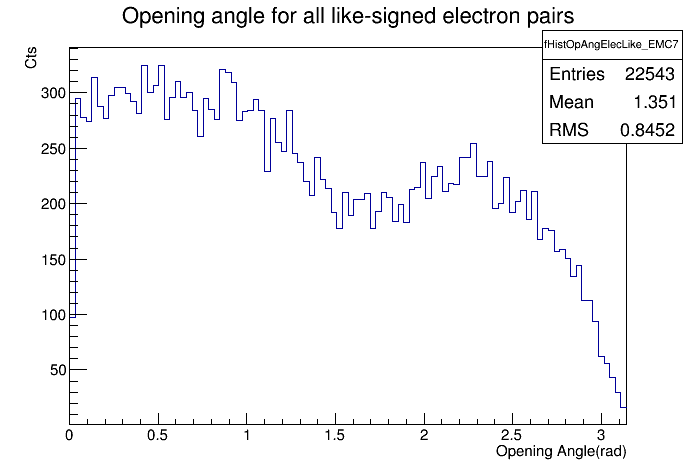 Opening angle for all like-signed electron pairs
fHistOpAngElecLike_EMC7
Entries 22543
Mean 1.351
RMS 0.8452
Cts
300
250
200
150
100
50
0 0.5 1 1.5 2 2.5 3
Opening Angle(rad)